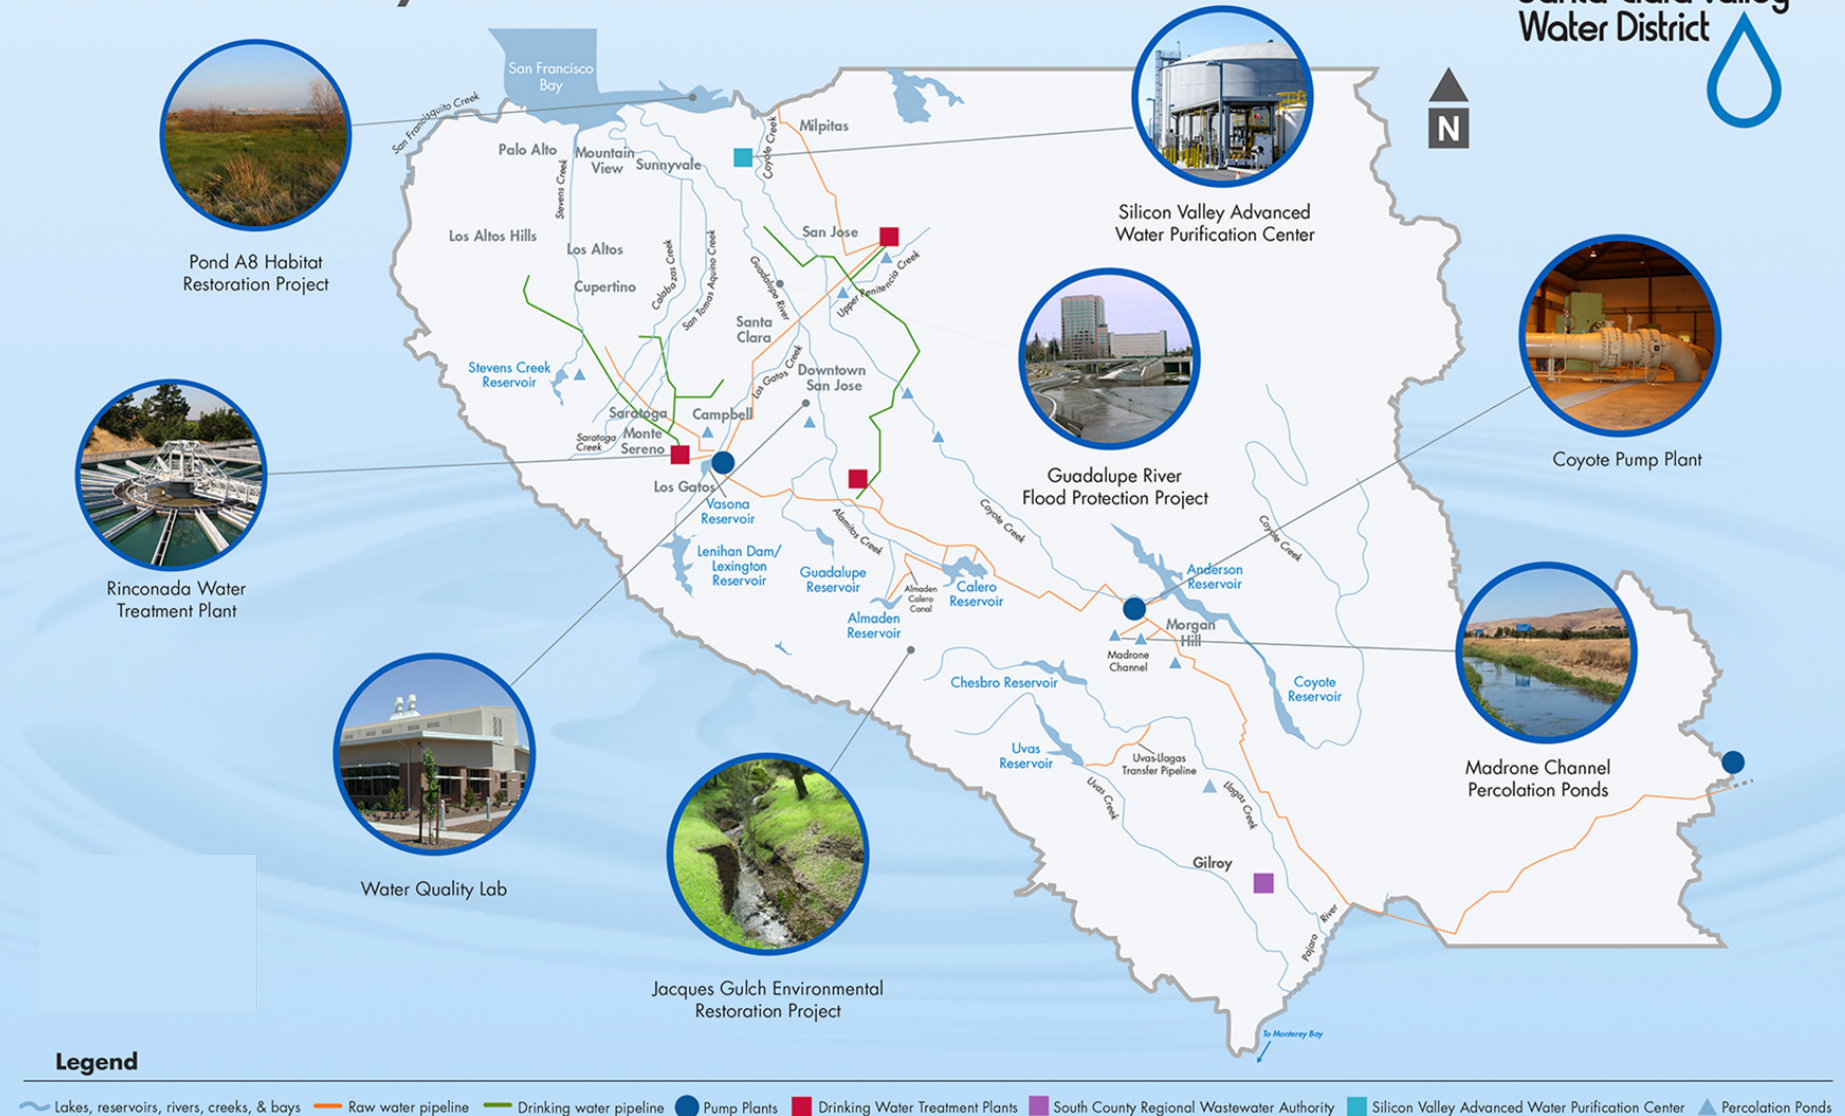 Santa Clara Valley
Water District
N
San Francisco
Bay
San Francisquito Creek
Palo Alto
Mountain
View
Sunnyvale
Milpitas
Coyote Creek
Stevens Creek
Los Altos Hills
Los Altos
Cupertino
Calabazas Creek
San Tomas Aquino Creek
Guadalupe River
San Jose
Upper Penitencia Creek
Santa
Clara
Los Gatos Creek
Downtown
San Jose
Stevens Creek
Reservoir
Saratoga
Campbell
Saratoga
Creek
Monte
Sereno
Los Gatos
Vasona
Reservoir
Lenihan Dam/
Lexington
Reservoir
Guadalupe
Reservoir
Alamitos Creek
Almaden
Calero
Canal
Almaden
Reservoir
Calero
Reservoir
Coyote Creek
Coyote Creek
Anderson
Reservoir
Morgan
Hill
Madrone
Channel
Coyote
Reservoir
Chesbro Reservoir
Uvas
Reservoir
Uvas-Llagas
Transfer Pipeline
Uvas Creek
Llagas Creek
Gilroy
Pajaro River
To Monterey Bay
Pond A8 Habitat
Restoration Project
Silicon Valley Advanced
Water Purification Center
Guadalupe River
Flood Protection Project
Coyote Pump Plant
Rinconada Water
Treatment Plant
Madrone Channel
Percolation Ponds
Water Quality Lab
Jacques Gulch Environmental
Restoration Project
Legend
Lakes, reservoirs, rivers, creeks, & bays
Raw water pipeline
Drinking water pipeline
Pump Plants
Drinking Water Treatment Plants
South County Regional Wastewater Authority
Silicon Valley Advanced Water Purification Center
Percolation Ponds